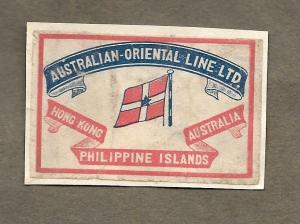 AUSTRALIAN-ORIENTAL LINE LTD.
HONG KONG
AUSTRALIA
PHILIPPINE ISLANDS